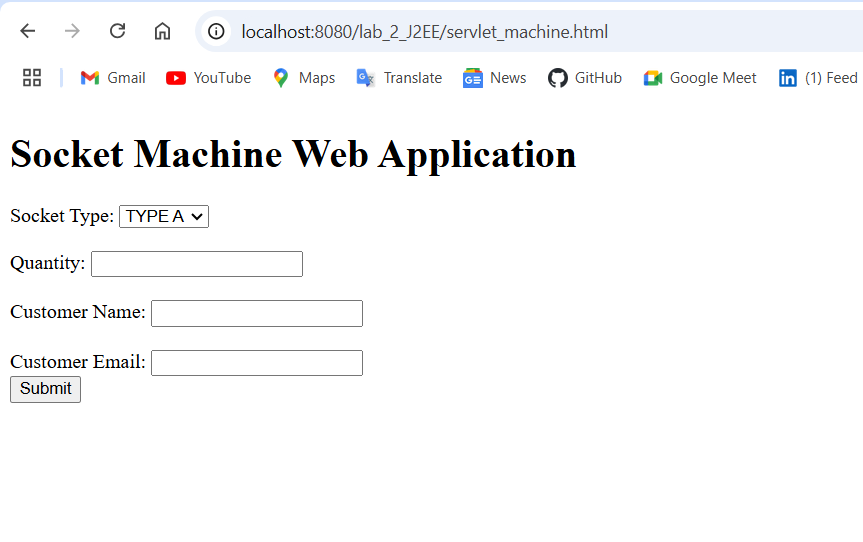 localhost:8080/lab_2_J2EE/servlet_machine.html
Gmail YouTube Maps Translate News GitHub Google Meet (1) Feed
Socket Machine Web Application
Socket Type: TYPE A
Quantity:
Customer Name:
Customer Email:
Submit